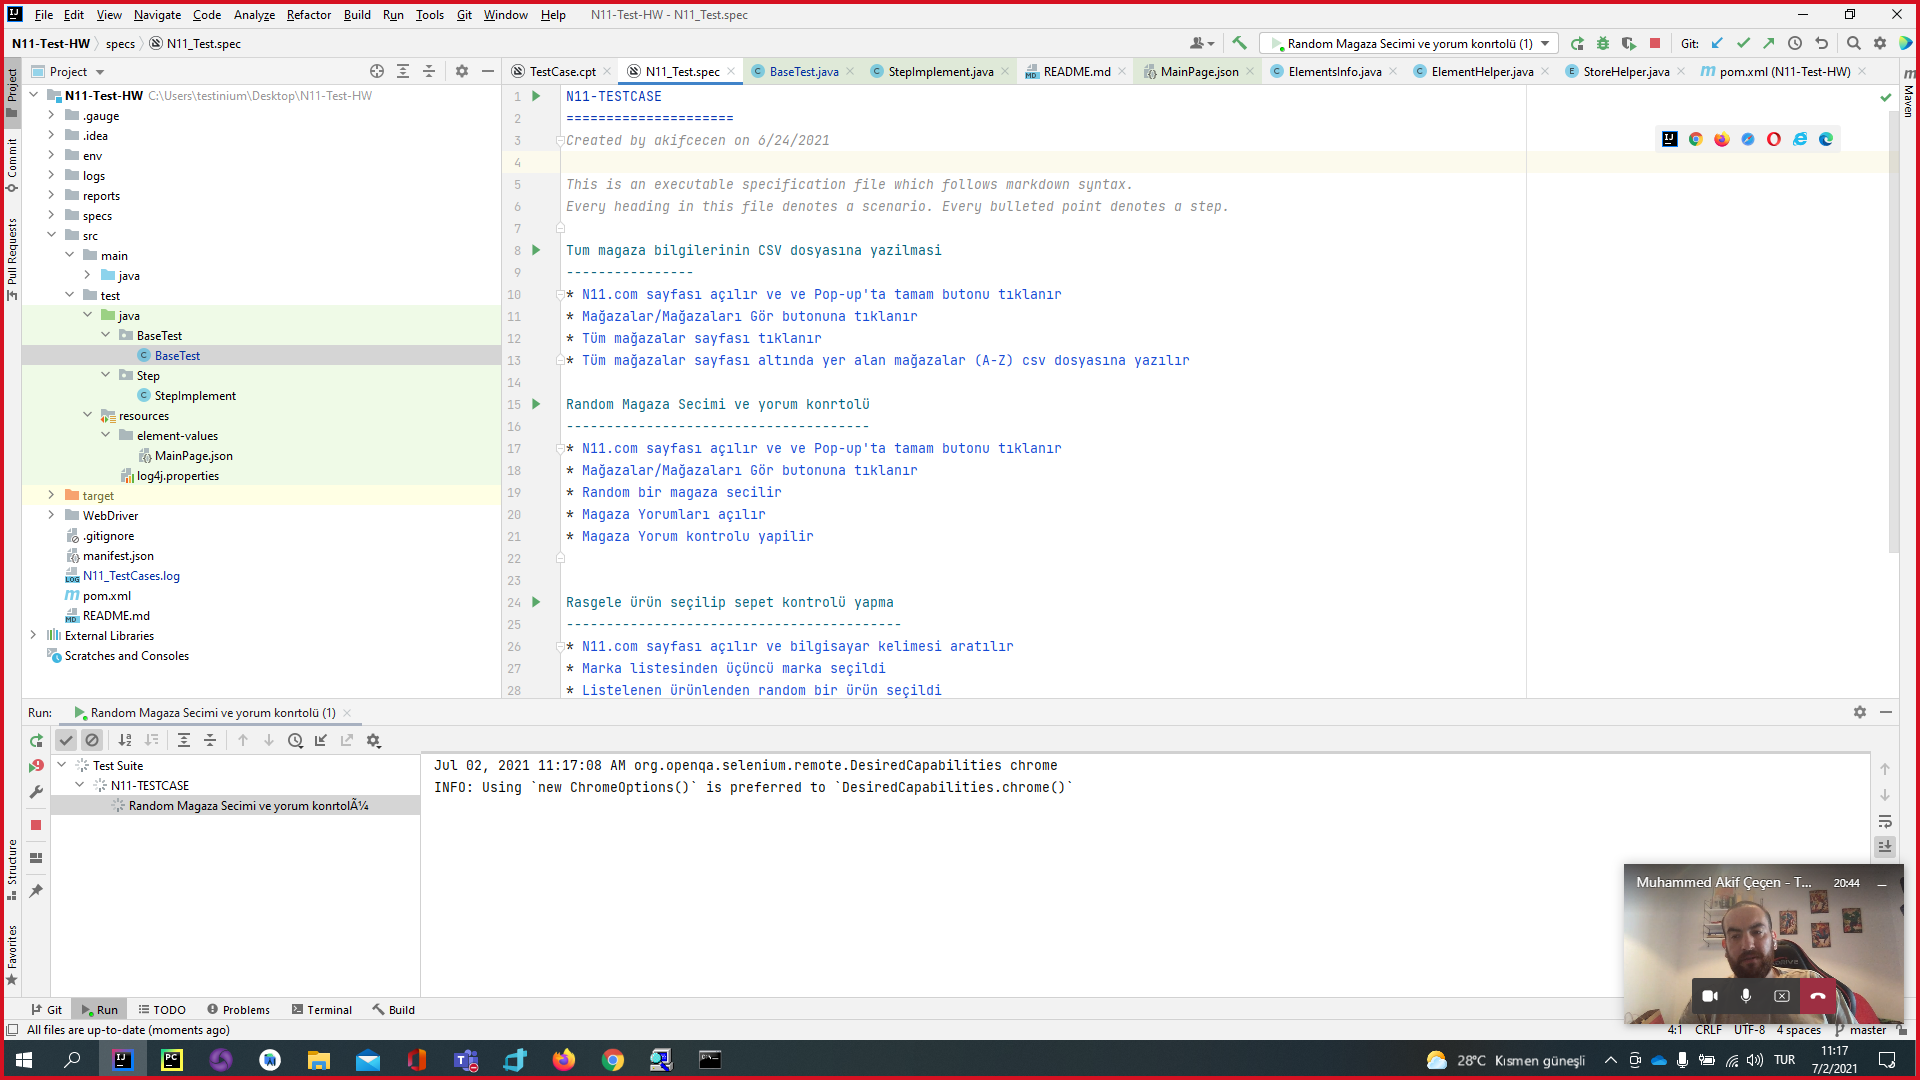 File Edit View Navigate Code Analyze Refactor Build Run Tools Git Window Help N11-Test-HW - N11_Test.spec
N11-Test-HW specs N11_Test.spec
Random Magaza Secimi ve yorum konrtolü (1)
Git:
Project
TestCase.cpt N11_Test.spec BaseTest.java StepImplement.java README.md MainPage.json ElementsInfo.java ElementHelper.java StoreHelper.java pom.xml (N11-Test-HW)
Project
Commit
Pull Requests
Structure
Favorites
Maven
N11-Test-HW C:\Users\testinium\Desktop\N11-Test-HW
.gauge
.idea
env
logs
reports
specs
src
main
java
test
java
BaseTest
BaseTest
Step
StepImplement
resources
element-values
MainPage.json
log4j.properties
target
WebDriver
.gitignore
manifest.json
N11_TestCases.log
pom.xml
README.md
External Libraries
Scratches and Consoles
1 N11-TESTCASE
2 =====================
3 Created by akifcecen on 6/24/2021
4
5 This is an executable specification file which follows markdown syntax.
6 Every heading in this file denotes a scenario. Every bulleted point denotes a step.
7
8 Tum magaza bilgilerinin CSV dosyasına yazilmasi
9 ----------------
10 * N11.com sayfası açılır ve ve Pop-up'ta tamam butonu tıklanır
11 * Mağazalar/Mağazaları Gör butonuna tıklanır
12 * Tüm mağazalar sayfası tıklanır
13 * Tüm mağazalar sayfası altında yer alan mağazalar (A-Z) csv dosyasına yazılır
14
15 Random Magaza Secimi ve yorum konrtolü
16 --------------------------------------
17 * N11.com sayfası açılır ve ve Pop-up'ta tamam butonu tıklanır
18 * Mağazalar/Mağazaları Gör butonuna tıklanır
19 * Random bir magaza secilir
20 * Magaza Yorumları açılır
21 * Magaza Yorum kontrolu yapilir
22
23
24 Rasgele ürün seçilip sepet kontrolü yapma
25 ------------------------------------------
26 * N11.com sayfası açılır ve bilgisayar kelimesi aratılır
27 * Marka listesinden üçüncü marka seçildi
28 * Listelenen ürünlenden random bir ürün seçildi
Run: Random Magaza Secimi ve yorum konrtolü (1)
Test Suite
N11-TESTCASE
Random Magaza Secimi ve yorum konrtolÃ¼
Jul 02, 2021 11:17:08 AM org.openqa.selenium.remote.DesiredCapabilities chrome
INFO: Using `new ChromeOptions()` is preferred to `DesiredCapabilities.chrome()`
Muhammed Akif Çeçen - T... 20:44
Git Run TODO Problems Terminal Build
All files are up-to-date (moments ago)
4:1 CRLF UTF-8 4 spaces master
28°C Kısmen güneşli
TUR
11:17
7/2/2021